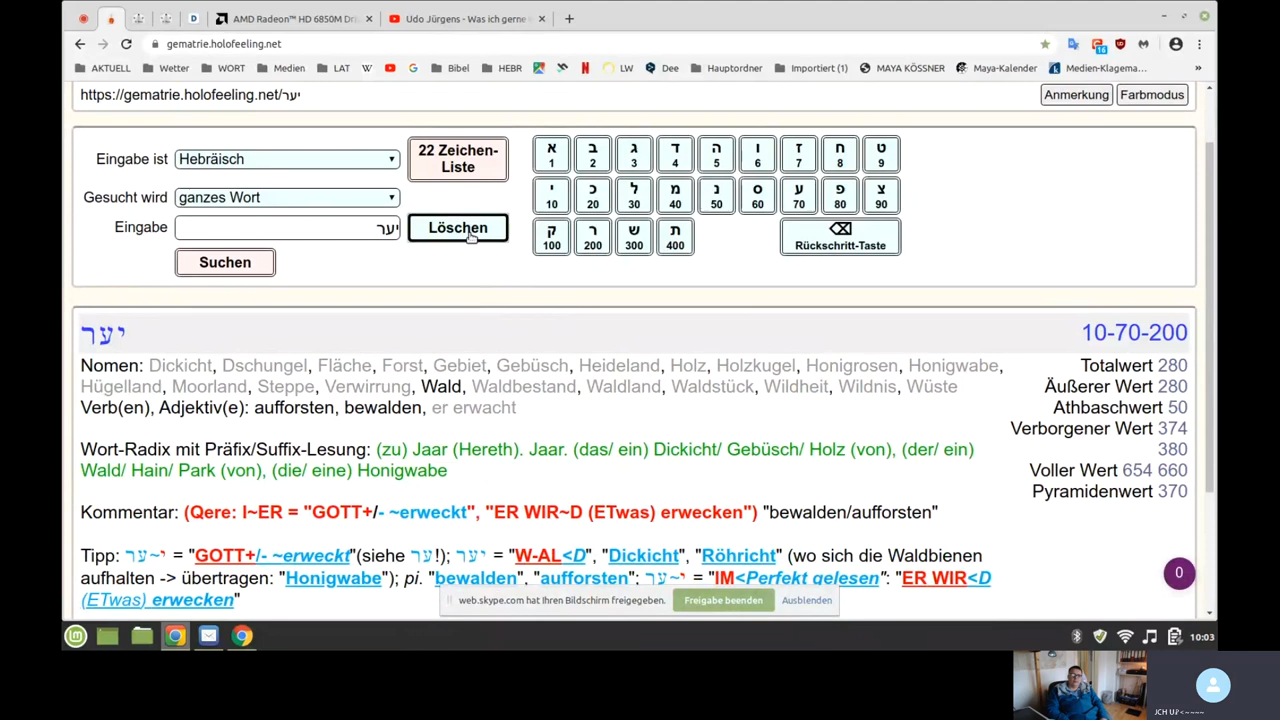 AMD Radeon™ HD 6850M Dri
Udo Jürgens - Was ich gerne
gematrie.holofeeling.net
16
AKTUELL Wetter WORT Medien LAT Bibel HEBR LW Dee Hauptordner Importiert (1) MAYA KÖSSNER Maya-Kalender Medien-Klagema...
https://gematrie.holofeeling.net/יער
Anmerkung Farbmodus
Eingabe ist Hebräisch
22 Zeichen-
Liste
Gesucht wird ganzes Wort
Eingabe יער Löschen
Suchen
א ב ג ד ה ו ז ח ט
1 2 3 4 5 6 7 8 9
י כ ל מ נ ס ע פ צ
10 20 30 40 50 60 70 80 90
ק ר ש ת ⌫
100 200 300 400 Rückschritt-Taste
יער 10-70-200
Nomen: Dickicht, Dschungel, Fläche, Forst, Gebiet, Gebüsch, Heideland, Holz, Holzkugel, Honigrosen, Honigwabe,
Hügelland, Moorland, Steppe, Verwirrung, Wald, Waldbestand, Waldland, Waldstück, Wildheit, Wildnis, Wüste
Verb(en), Adjektiv(e): aufforsten, bewalden, er erwacht
Totalwert 280
Äußerer Wert 280
Athbaschwert 50
Verborgener Wert 374
380
Voller Wert 654 660
Pyramidenwert 370
Wort-Radix mit Präfix/Suffix-Lesung: (zu) Jaar (Hereth). Jaar. (das/ ein) Dickicht/ Gebüsch/ Holz (von), (der/ ein)
Wald/ Hain/ Park (von), (die/ eine) Honigwabe
Kommentar: (Qere: I~ER = "GOTT+/- ~erweckt", "ER WIR~D (ETwas) erwecken") "bewalden/aufforsten"
Tipp: י~ער = "GOTT+/- ~erweckt"(siehe ער!); יער = "W-AL<D", "Dickicht", "Röhricht" (wo sich die Waldbienen
aufhalten -> übertragen: "Honigwabe"); pi. "bewalden", "aufforsten"; י~ער = "IM<Perfekt gelesen": "ER WIR<D
(ETwas) erwecken"
0
web.skype.com hat Ihren Bildschirm freigegeben. Freigabe beenden Ausblenden
10:03